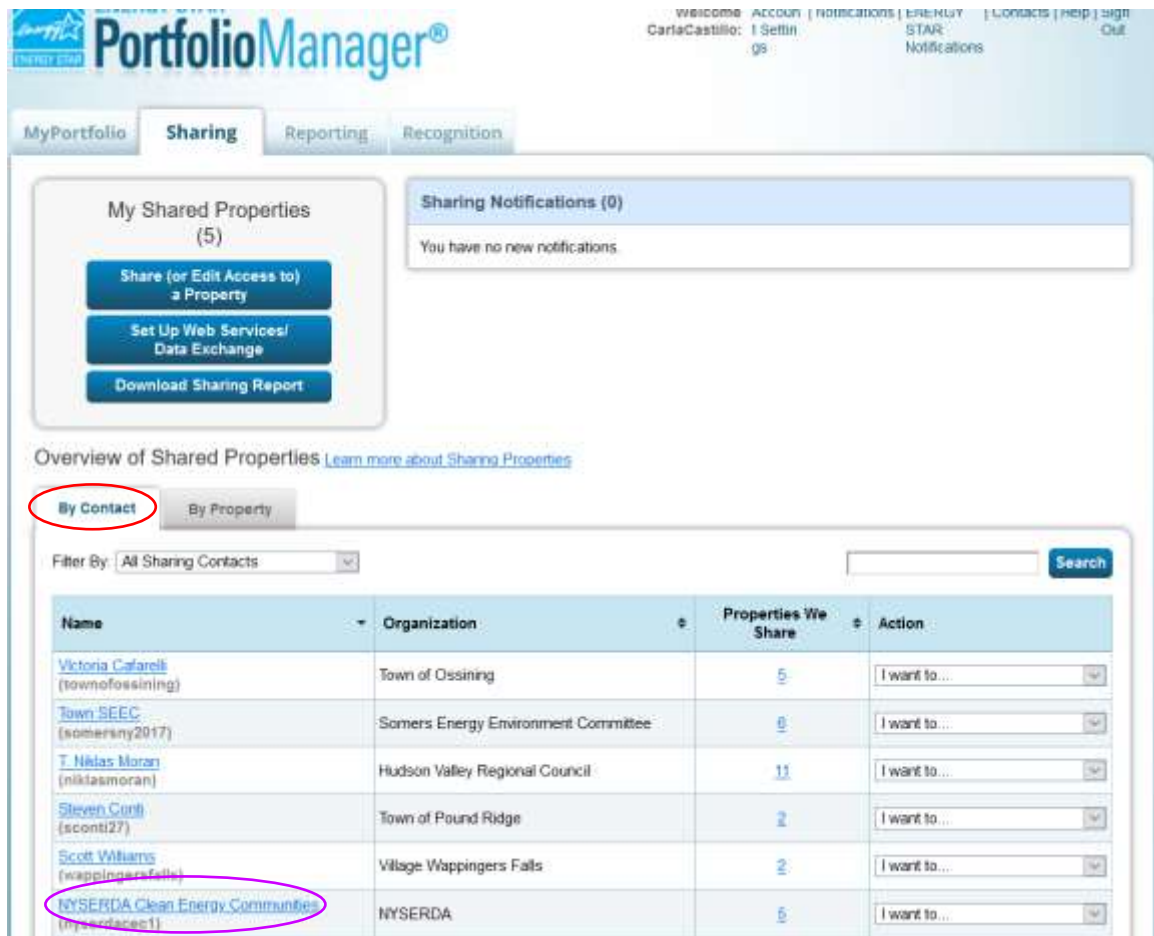 Welcome Accoun | Notifications | ENERGY | Contacts | Help | Sign
CarlaCastillo: t Settin STAR Out
gs Notifications
ENERGY STAR
PortfolioManager®
MyPortfolio Sharing Reporting Recognition
My Shared Properties
(5)
Share (or Edit Access to)
a Property
Set Up Web Services/
Data Exchange
Download Sharing Report
Sharing Notifications (0)
You have no new notifications.
Overview of Shared Properties Learn more about Sharing Properties
By Contact By Property
Filter By: All Sharing Contacts Search
Name Organization Properties We Share Action
Victoria Cafarelli Town of Ossining 5 I want to...
(townofossining)
Town SEEC Somers Energy Environment Committee 6 I want to...
(somersny2017)
T. Niklas Moran Hudson Valley Regional Council 11 I want to...
(niklasmoran)
Steven Conti Town of Pound Ridge 2 I want to...
(sconti27)
Scott Williams Village Wappingers Falls 2 I want to...
(wappingersfalls)
NYSERDA Clean Energy Communities NYSERDA 5 I want to...
(nyserdacec1)